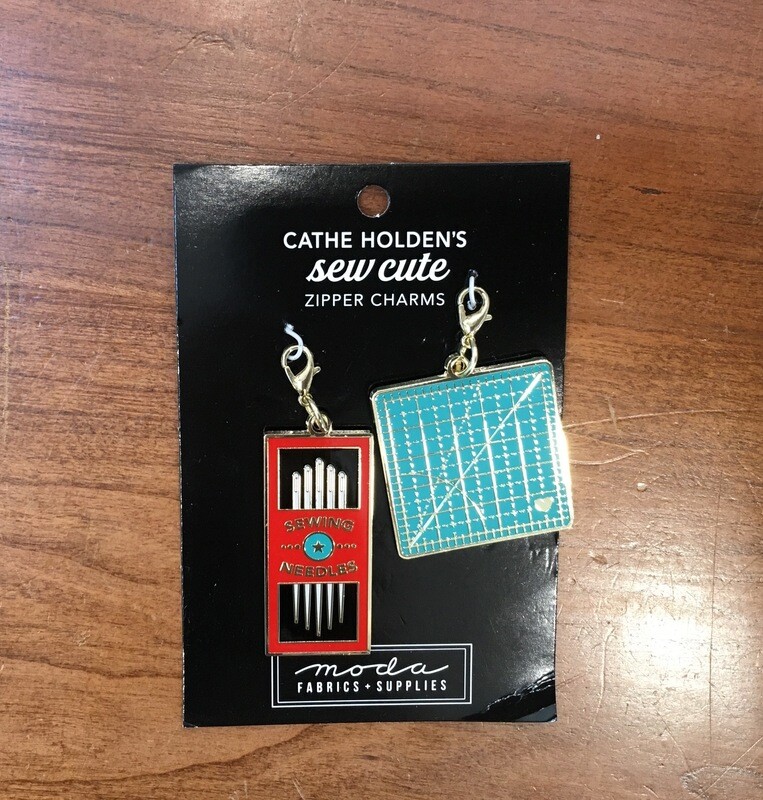 CATHE HOLDEN'S
sew cute
ZIPPER CHARMS
SEWING
NEEDLES
moda
FABRICS + SUPPLIES